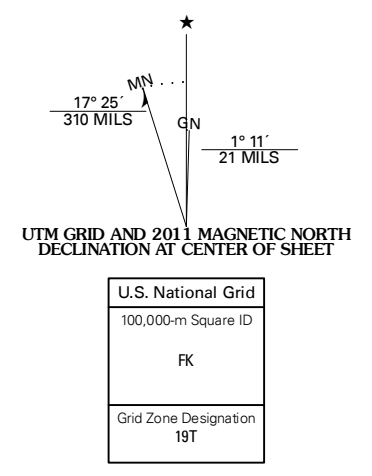 ★
MN
17° 25´
310 MILS
GN
1° 11´
21 MILS
UTM GRID AND 2011 MAGNETIC NORTH
DECLINATION AT CENTER OF SHEET
U.S. National Grid
100,000-m Square ID
FK
Grid Zone Designation
19T